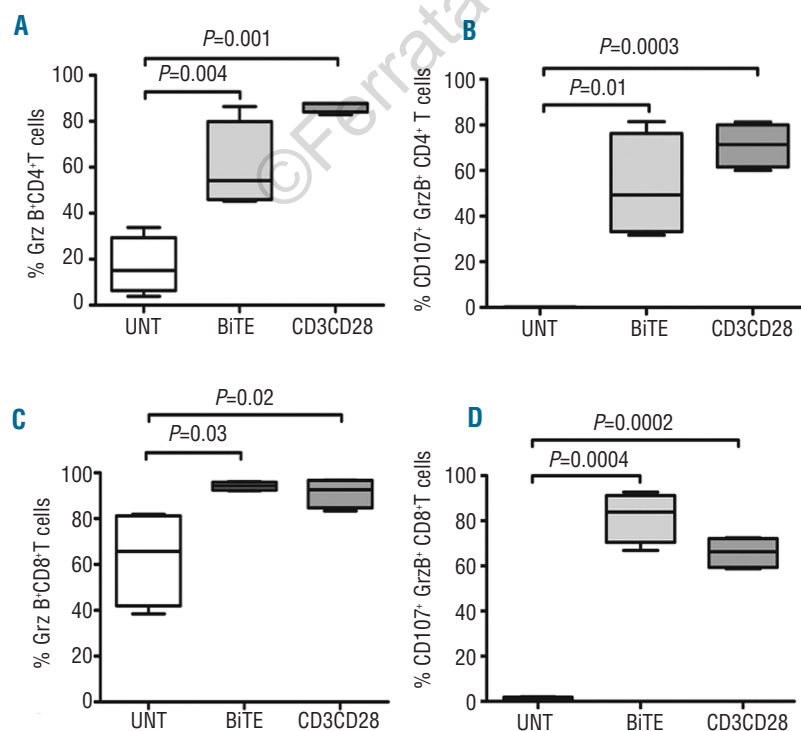 A
P=0.001
P=0.004
% Grz B⁺CD4⁺T cells
100
80
60
40
20
0
UNT BiTE CD3CD28
©Ferrata
B
P=0.0003
P=0.01
% CD107⁺ GrzB⁺ CD4⁺ T cells
100
80
60
40
20
0
UNT BiTE CD3CD28
C
P=0.02
P=0.03
% Grz B⁺CD8⁺T cells
100
80
60
40
20
0
UNT BiTE CD3CD28
D
P=0.0002
P=0.0004
% CD107⁺ GrzB⁺ CD8⁺T cells
100
80
60
40
20
0
UNT BiTE CD3CD28